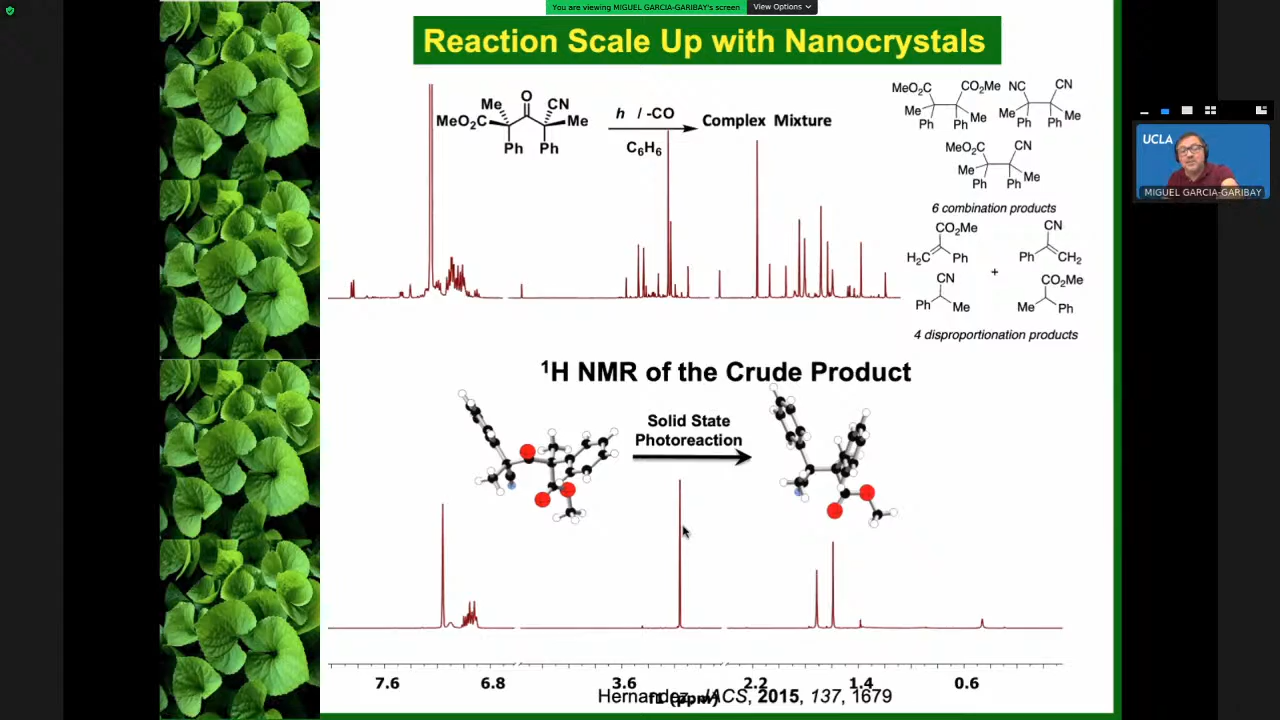 You are viewing MIGUEL GARCIA-GARIBAY's screen
View Options
Reaction Scale Up with Nanocrystals
O
Me
CN
MeO2C
Me
Ph
Ph
h / -CO
C6H6
Complex Mixture
MeO2C
CO2Me
Me
Me
Ph
Ph
NC
CN
Me
Me
Ph
Ph
MeO2C
CN
Me
Me
Ph
Ph
6 combination products
CO2Me
H2C
Ph
CN
Ph
CH2
+
CN
Ph
Me
CO2Me
Me
Ph
4 disproportionation products
UCLA
MIGUEL GARCIA-GARIBAY
1H NMR of the Crude Product
Solid State
Photoreaction
7.6
6.8
3.6
2.2
1.4
0.6
f1 (ppm)
Hernandez, JACS, 2015, 137, 1679